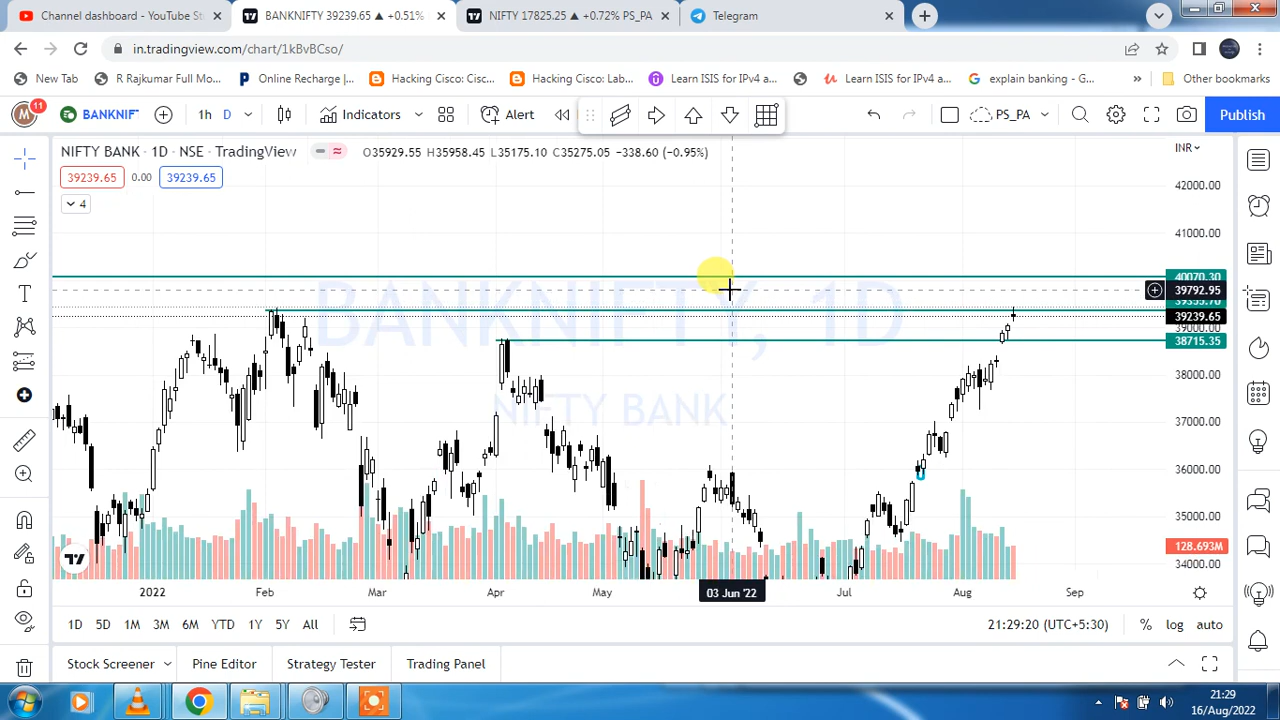 Channel dashboard - YouTube St
BANKNIFTY 39239.65 ▲ +0.51%
NIFTY 17825.25 ▲ +0.72% PS_PA
Telegram
in.tradingview.com/chart/1kBvBCso/
New Tab
R Rajkumar Full Mo...
Online Recharge |...
Hacking Cisco: Cisc...
Hacking Cisco: Lab...
Learn ISIS for IPv4 a...
Learn ISIS for IPv4 a...
explain banking - G...
»
Other bookmarks
M 11
BANKNIF
1h
D
Indicators
Alert
PS_PA
Publish
NIFTY BANK · 1D · NSE · TradingView
O35929.55 H35958.45 L35175.10 C35275.05 -338.60 (-0.95%)
INR
39239.65 0.00 39239.65
4
42000.00
41000.00
40070.30
39792.95
39239.65
39000.00
38715.35
38000.00
37000.00
36000.00
35000.00
128.693M
34000.00
BANKNIFTY, 1D
NIFTY BANK
U
2022 Feb Mar Apr May 03 Jun '22 Jul Aug Sep
1D 5D 1M 3M 6M YTD 1Y 5Y All
21:29:20 (UTC+5:30) % log auto
Stock Screener Pine Editor Strategy Tester Trading Panel
21:29
16/Aug/2022